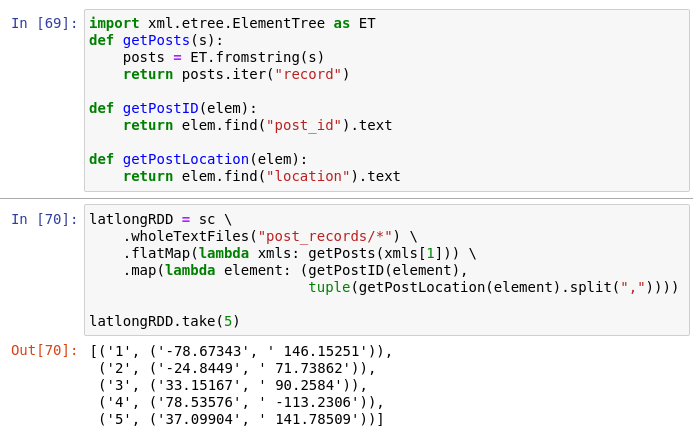 In [69]: import xml.etree.ElementTree as ET
def getPosts(s):
    posts = ET.fromstring(s)
    return posts.iter("record")

def getPostID(elem):
    return elem.find("post_id").text

def getPostLocation(elem):
    return elem.find("location").text

In [70]: latlongRDD = sc \
    .wholeTextFiles("post_records/*") \
    .flatMap(lambda xmls: getPosts(xmls[1])) \
    .map(lambda element: (getPostID(element),
                          tuple(getPostLocation(element).split(","))))

latlongRDD.take(5)

Out[70]: [('1', ('-78.67343', ' 146.15251')),
 ('2', ('-24.8449', ' 71.73862')),
 ('3', ('33.15167', ' 90.2584')),
 ('4', ('78.53576', ' -113.2306')),
 ('5', ('37.09904', ' 141.78509'))]